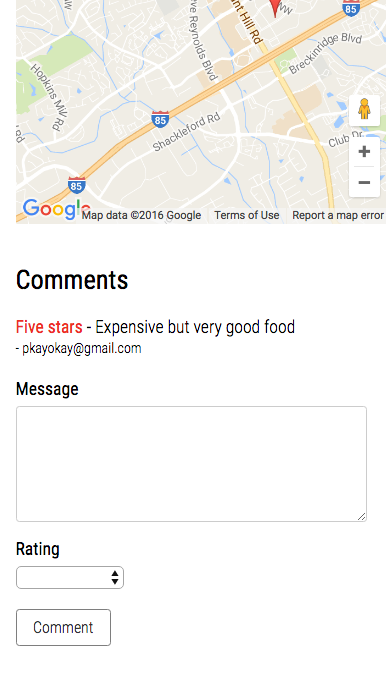 NW
85
ve Reynolds Blvd
nt Hill Rd
Breckinridge Blvd
Hopkins Mill Rd
Rd
85
Shackleford Rd
Club Dr
+
85
−
Google
Map data ©2016 Google
Terms of Use
Report a map error
Comments
Five stars - Expensive but very good food
- pkayokay@gmail.com
Message
Rating
Comment